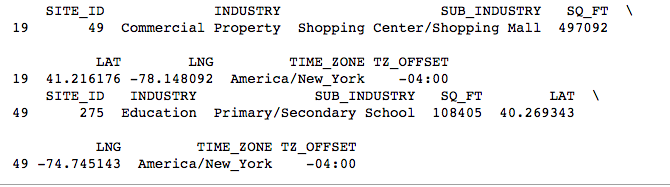 SITE_ID INDUSTRY SUB_INDUSTRY SQ_FT \
19 49 Commercial Property Shopping Center/Shopping Mall 497092
LAT LNG TIME_ZONE TZ_OFFSET
19 41.216176 -78.148092 America/New_York -04:00
SITE_ID INDUSTRY SUB_INDUSTRY SQ_FT LAT \
49 275 Education Primary/Secondary School 108405 40.269343
LNG TIME_ZONE TZ_OFFSET
49 -74.745143 America/New_York -04:00